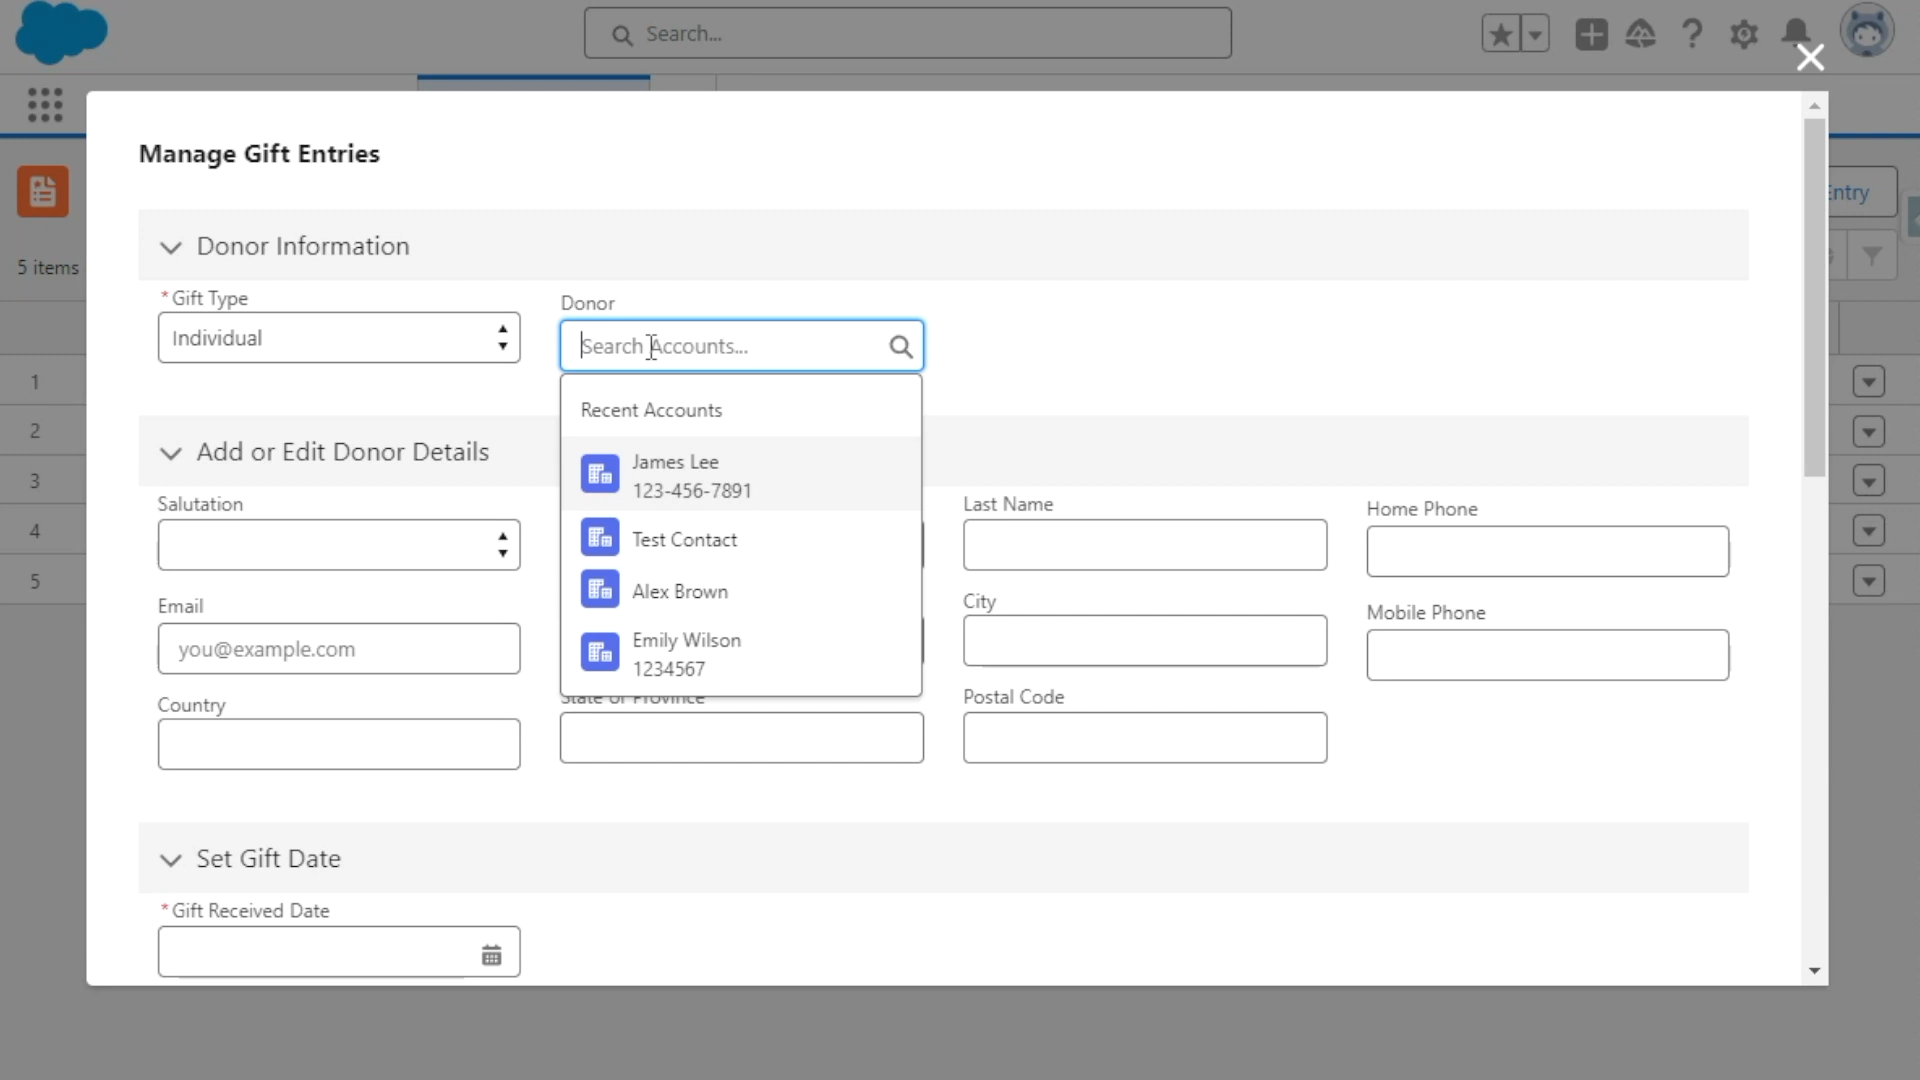 Search...
Entry
5 items
1
2
3
4
5
Manage Gift Entries
Donor Information
* Gift Type
Individual
Donor
Search Accounts...
Recent Accounts
James Lee
123-456-7891
Test Contact
Alex Brown
Emily Wilson
1234567
Add or Edit Donor Details
Salutation
Last Name
Home Phone
Email
you@example.com
City
Mobile Phone
Country
State or Province
Postal Code
Set Gift Date
* Gift Received Date